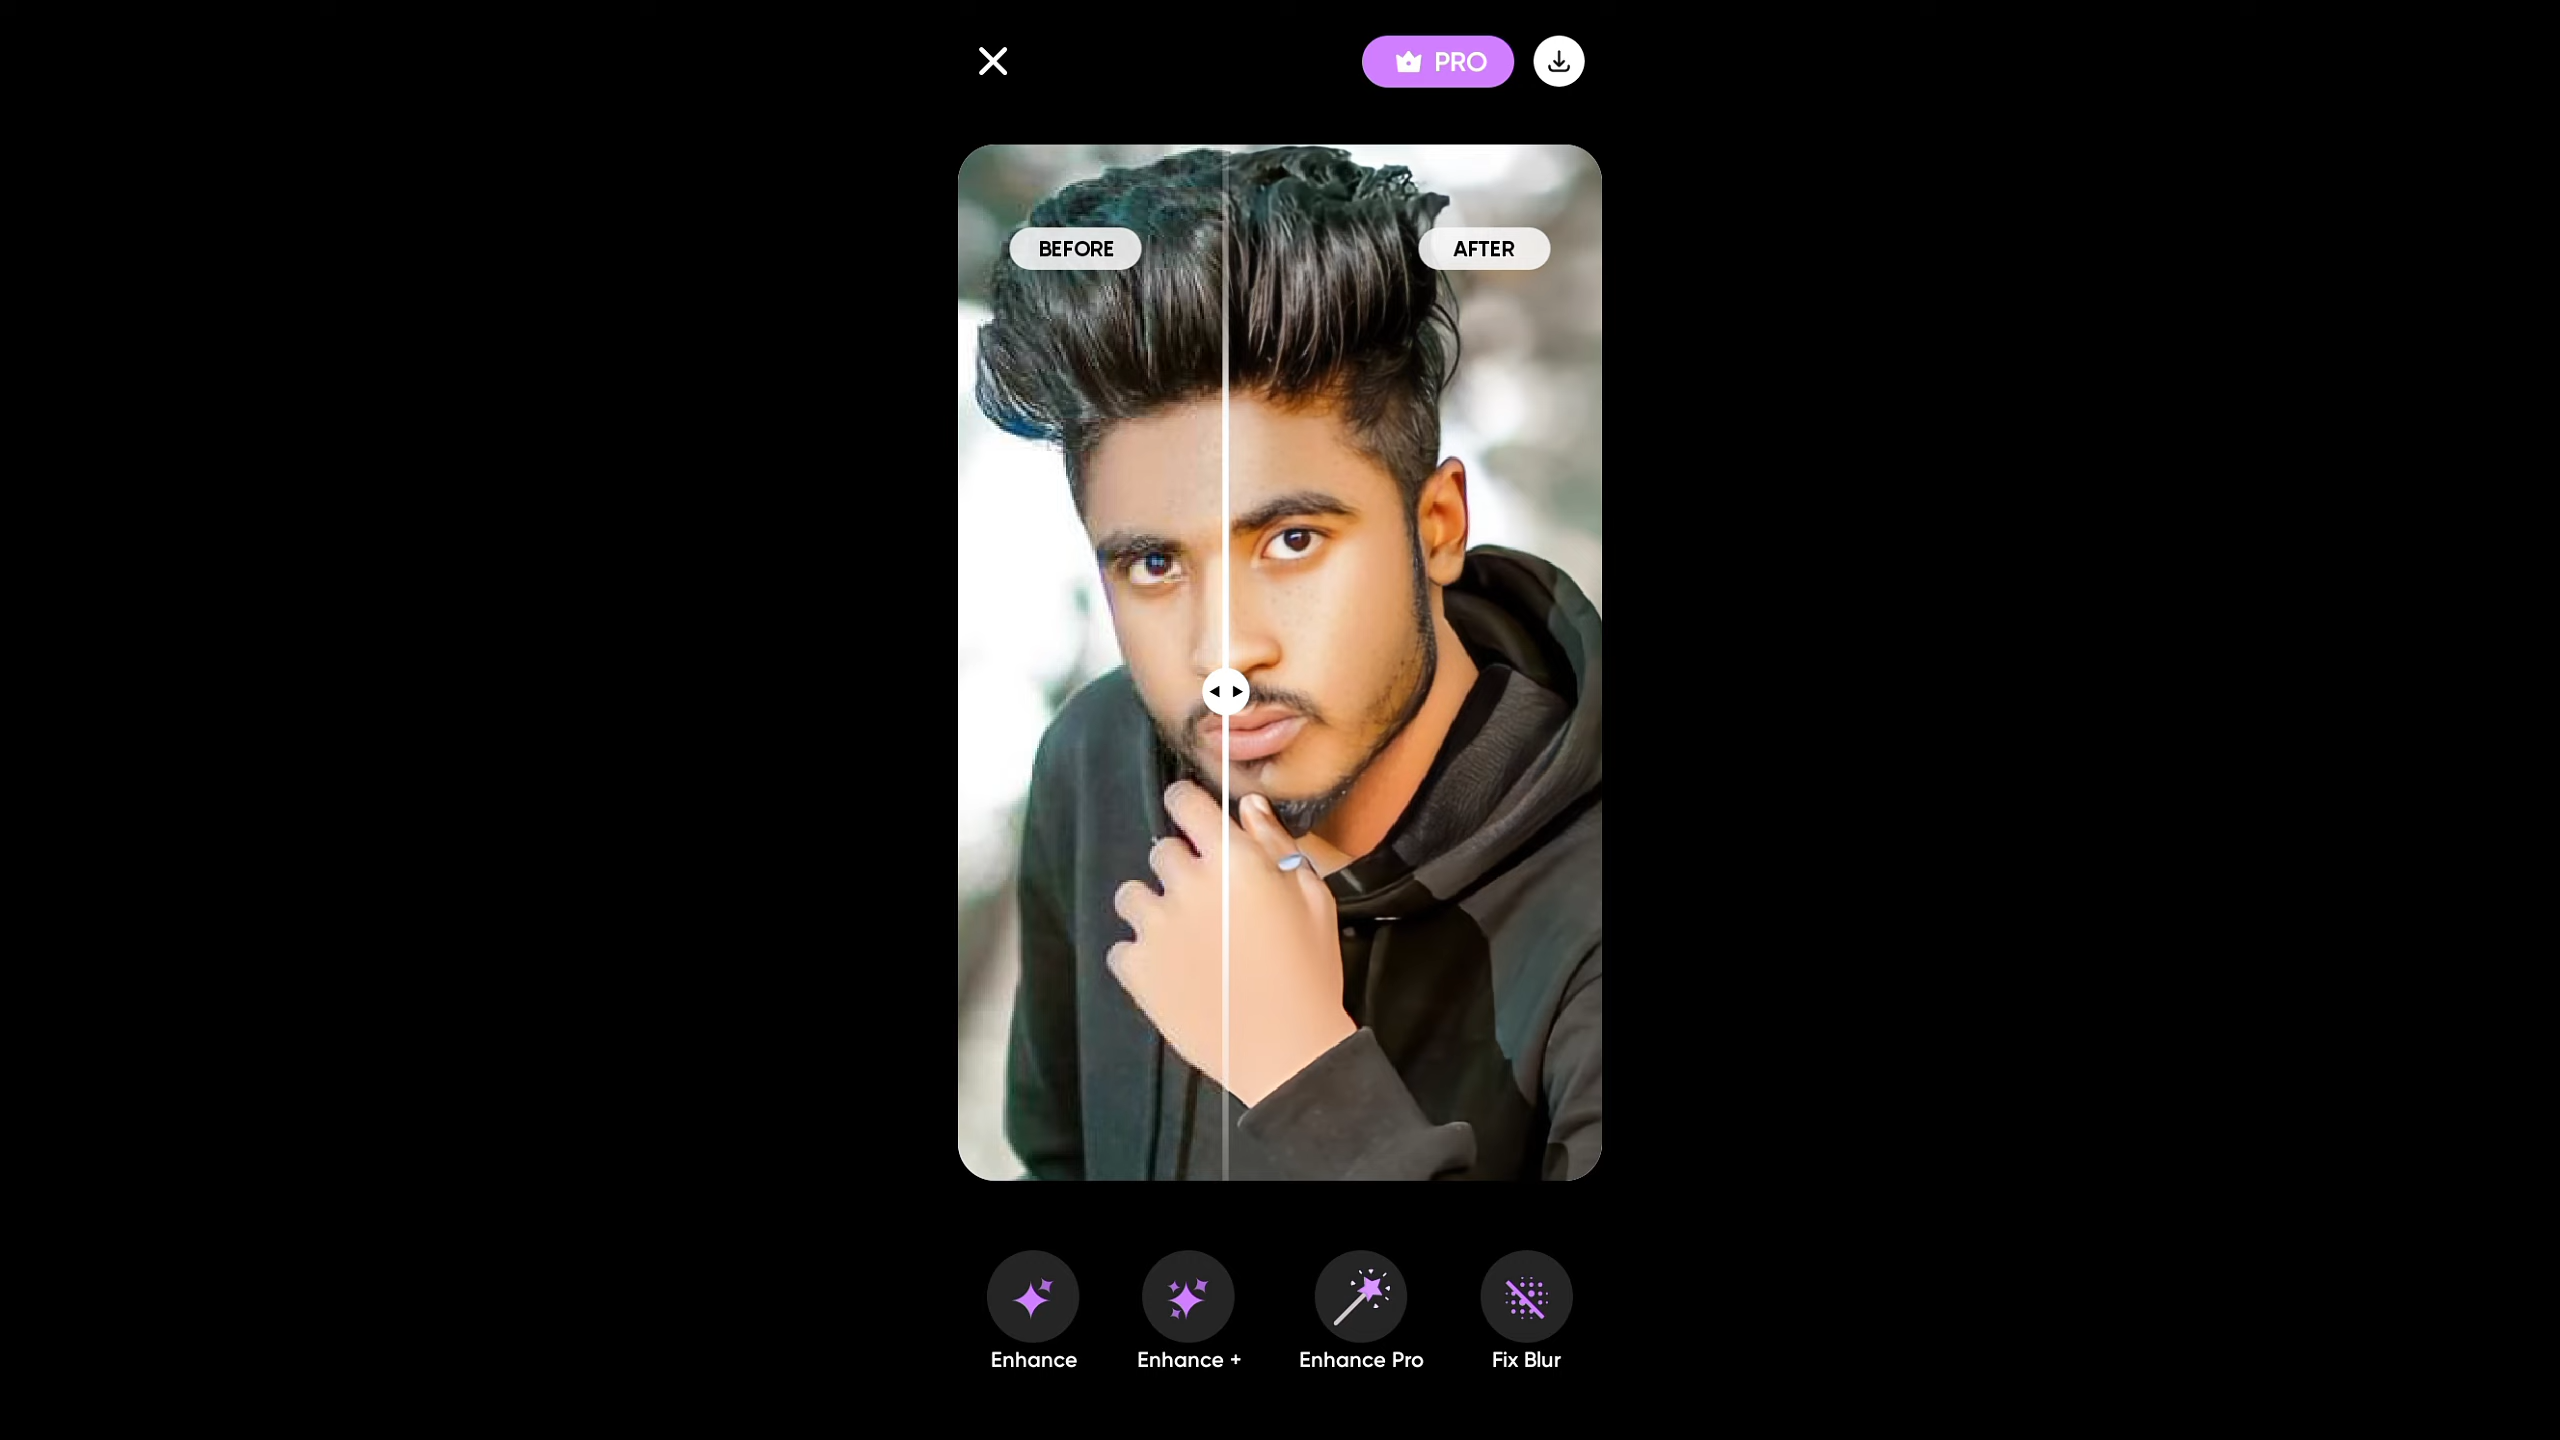 PRO
BEFORE
AFTER
Enhance
Enhance +
Enhance Pro
Fix Blur